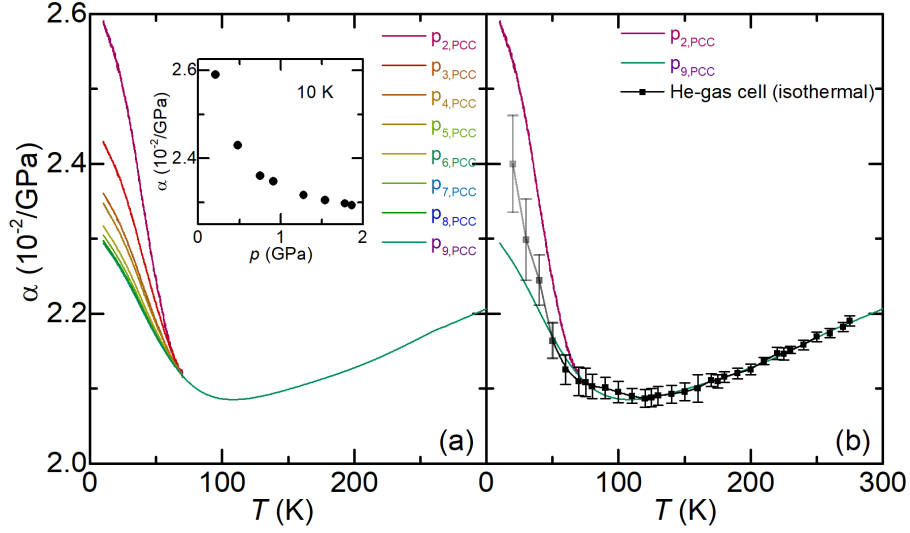 2.6
2.4
2.2
2.0
α (10⁻²/GPa)
0
100
200
T (K)
(a)
p₂,PCC
p₃,PCC
p₄,PCC
p₅,PCC
p₆,PCC
p₇,PCC
p₈,PCC
p₉,PCC
10 K
2.6
2.4
α (10⁻²/GPa)
0
1
2
p (GPa)
p₂,PCC
p₉,PCC
He-gas cell (isothermal)
(b)
0
100
200
300
T (K)